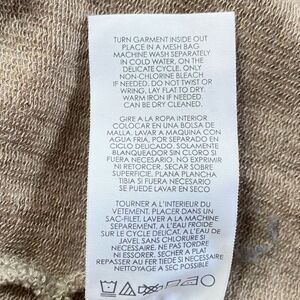 TURN GARMENT INSIDE OUT
PLACE IN A MESH BAG
MACHINE WASH SEPARATELY
IN COLD WATER, ON THE
DELICATE CYCLE. ONLY
NON-CHLORINE BLEACH
IF NEEDED. DO NOT TWIST OR
WRING, LAY FLAT TO DRY.
WARM IRON IF NEEDED.
CAN BE DRY CLEANED.
GIRE A LA ROPA INTERIOR
COLOCAR EN UNA BOLSA DE
MALLA. LAVAR A MAQUINA CON
AGUA FRIA, POR SEPARADO EN
CICLO DELICADO. SOLAMENTE
BLANQUEADOR SIN CLORO SI
FUERA NECESARIO. NO EXPRIMIR
NI RETORCER. SECAR SOBRE
SUPERFICIE. PLANA PLANCHA
TIBIA SI FUERA NECESARIO
SE PUEDE LAVAR EN SECO
TOURNER A L'INTERIEUR DU
VETEMENT. PLACER DANS UN
SAC-FILET. LAVER A LA MACHINE
SEPAREMENT, A L'EAU FROIDE
SUR LE CYCLE DELICAT. A L'EAU DE
JAVEL SANS CHLORURE SI
NECESSAIRE. NE PAS TORDRE
NI ESSORER. SECHER A PLAT
REPASSER AU FER TIEDE SI NECESSAIRE
NETTOYAGE A SEC POSSIBLE